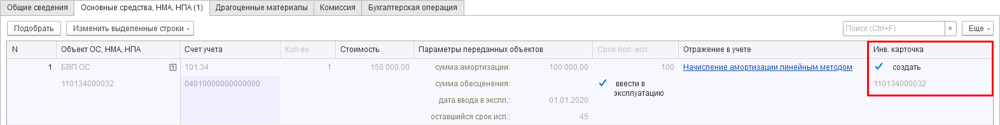 Общие сведения Основные средства, НМА, НПА (1) Драгоценные материалы Комиссия Бухгалтерская операция
Подобрать Изменить выделенные строки Поиск (Ctrl+F) × Еще
N Объект ОС, НМА, НПА Счет учета Кол-во Стоимость Параметры переданных объектов Срок пол. исп. Отражение в учете Инв. карточка
1 БВП ОС 1 101.34 1 150 000,00 сумма амортизации: 100 000,00 100 Начисление амортизации линейным методом создать
110134000032 04010000000000000 сумма обесценения: ввести в эксплуатацию 110134000032
дата ввода в экспл.: 01.01.2020
оставшийся срок исп.: 45